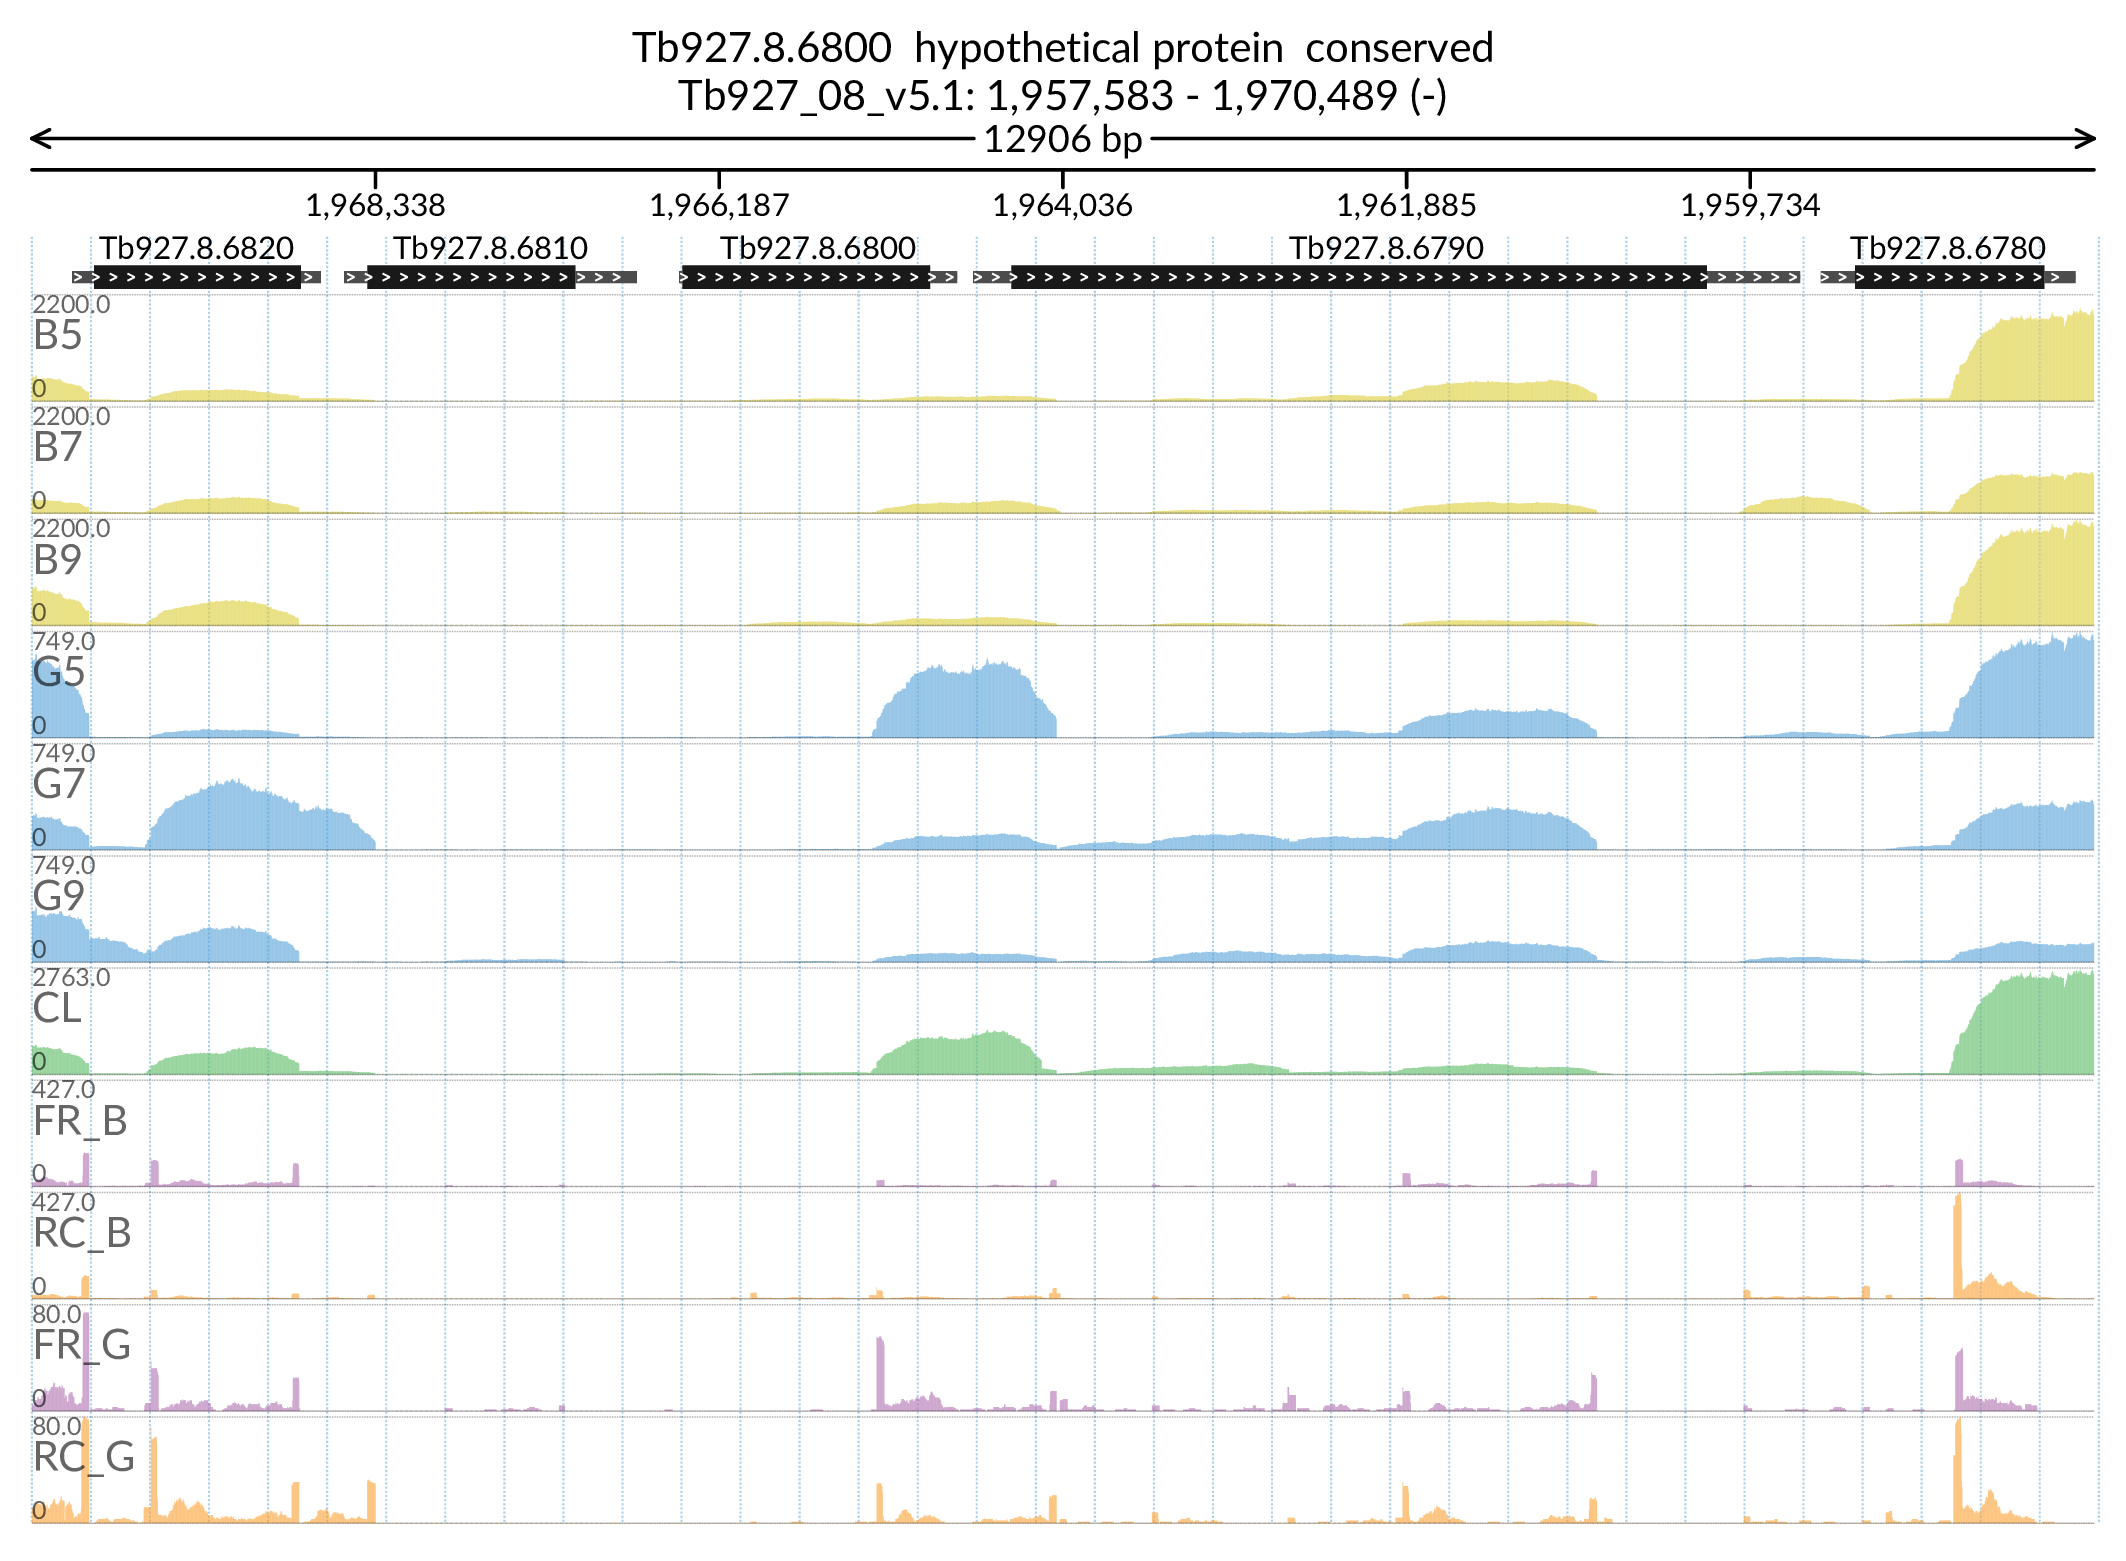 Tb927.8.6800  hypothetical protein  conserved
Tb927_08_v5.1: 1,957,583 - 1,970,489 (-)
12906 bp
1,968,338 1,966,187 1,964,036 1,961,885 1,959,734
Tb927.8.6820 Tb927.8.6810 Tb927.8.6800 Tb927.8.6790 Tb927.8.6780
2200.0
B5
0
2200.0
B7
0
2200.0
B9
0
749.0
G5
0
749.0
G7
0
749.0
G9
0
2763.0
CL
0
427.0
FR_B
0
427.0
RC_B
0
80.0
FR_G
0
80.0
RC_G
0